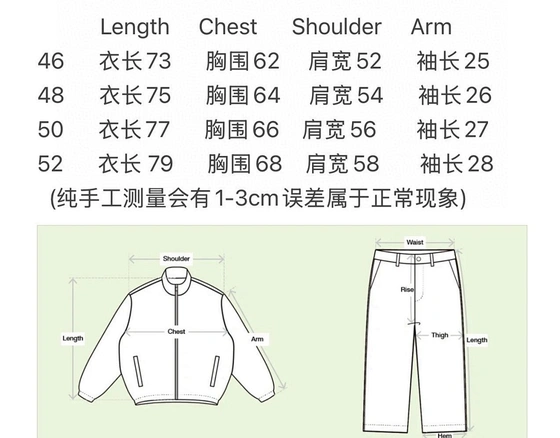 Length Chest Shoulder Arm
46 衣长73 胸围62 肩宽52 袖长25
48 衣长75 胸围64 肩宽54 袖长26
50 衣长77 胸围66 肩宽56 袖长27
52 衣长79 胸围68 肩宽58 袖长28
(纯手工测量会有1-3cm误差属于正常现象)
Shoulder
Length
Chest
Arm
Waist
Rise
Thigh
Length
Hem